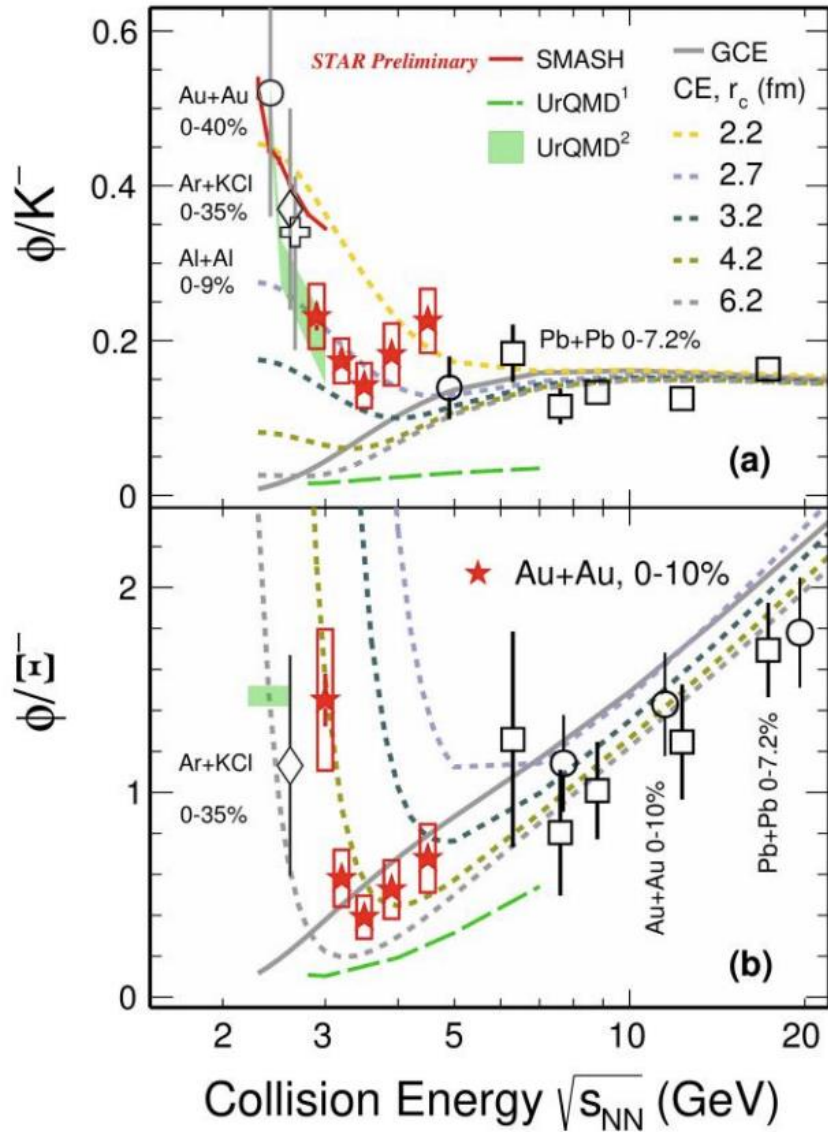 0.6
0.4
0.2
0
ϕ/K⁻
STAR Preliminary
SMASH
UrQMD¹
UrQMD²
GCE
CE, r_c (fm)
2.2
2.7
3.2
4.2
6.2
Au+Au
0-40%
Ar+KCl
0-35%
Al+Al
0-9%
Pb+Pb 0-7.2%
(a)
2
1
0
ϕ/Ξ⁻
Au+Au, 0-10%
Ar+KCl
0-35%
Au+Au 0-10%
Pb+Pb 0-7.2%
(b)
2 3 5 10 20
Collision Energy √s_NN (GeV)